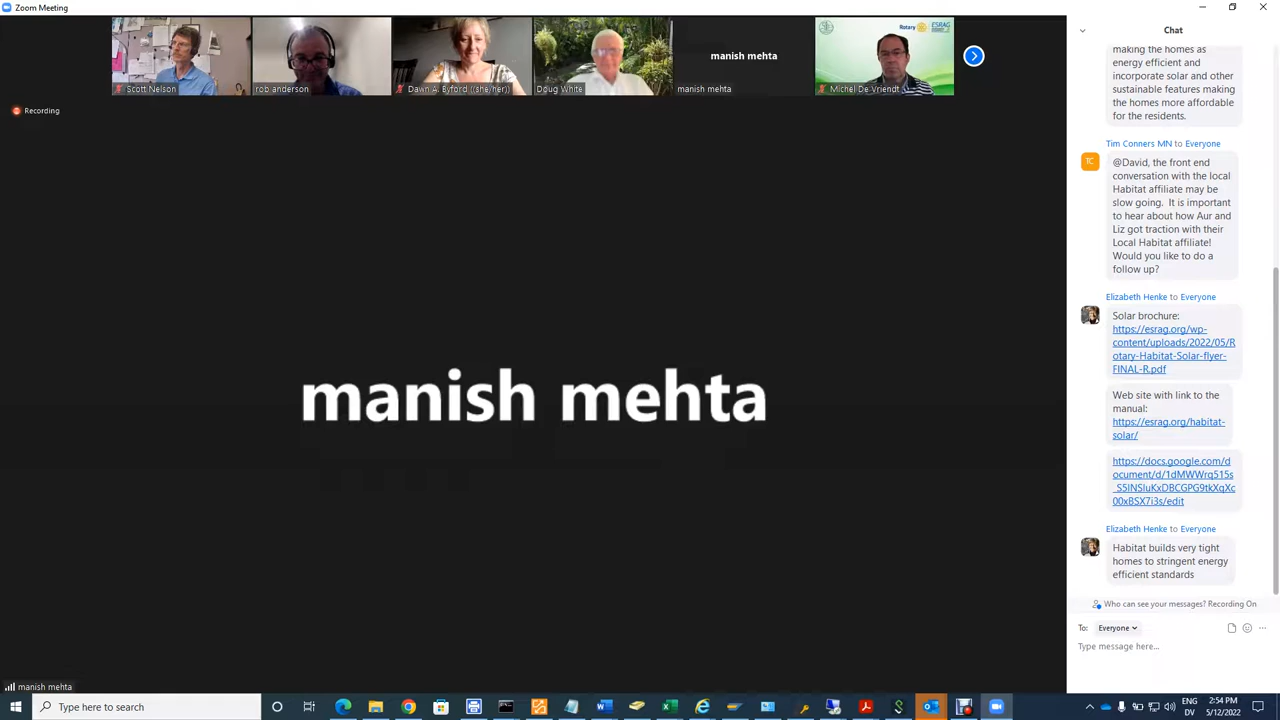 Zoom Meeting
Scott Nelson
rob anderson
Dawn A. Byford ((she/her))
Doug White
manish mehta
manish mehta
Rotary
ESRAG
Michel De Vriendt
Recording
manish mehta
manish mehta
Chat
making the homes as
energy efficient and
incorporate solar and other
sustainable features making
the homes more affordable
for the residents.
Tim Conners MN to Everyone
TC
@David, the front end
conversation with the local
Habitat affiliate may be
slow going. It is important
to hear about how Aur and
Liz got traction with their
Local Habitat affiliate!
Would you like to do a
follow up?
Elizabeth Henke to Everyone
Solar brochure:
https://esrag.org/wp-
content/uploads/2022/05/R
otary-Habitat-Solar-flyer-
FINAL-R.pdf
Web site with link to the
manual:
https://esrag.org/habitat-
solar/
https://docs.google.com/d
ocument/d/1dMWWrq515s
_S5INSluKxDBCGPG9tkXqXc
00xBSX7i3s/edit
Elizabeth Henke to Everyone
Habitat builds very tight
homes to stringent energy
efficient standards
Who can see your messages? Recording On
To: Everyone
Type message here...
Type here to search
ENG
DV
2:54 PM
5/12/2022